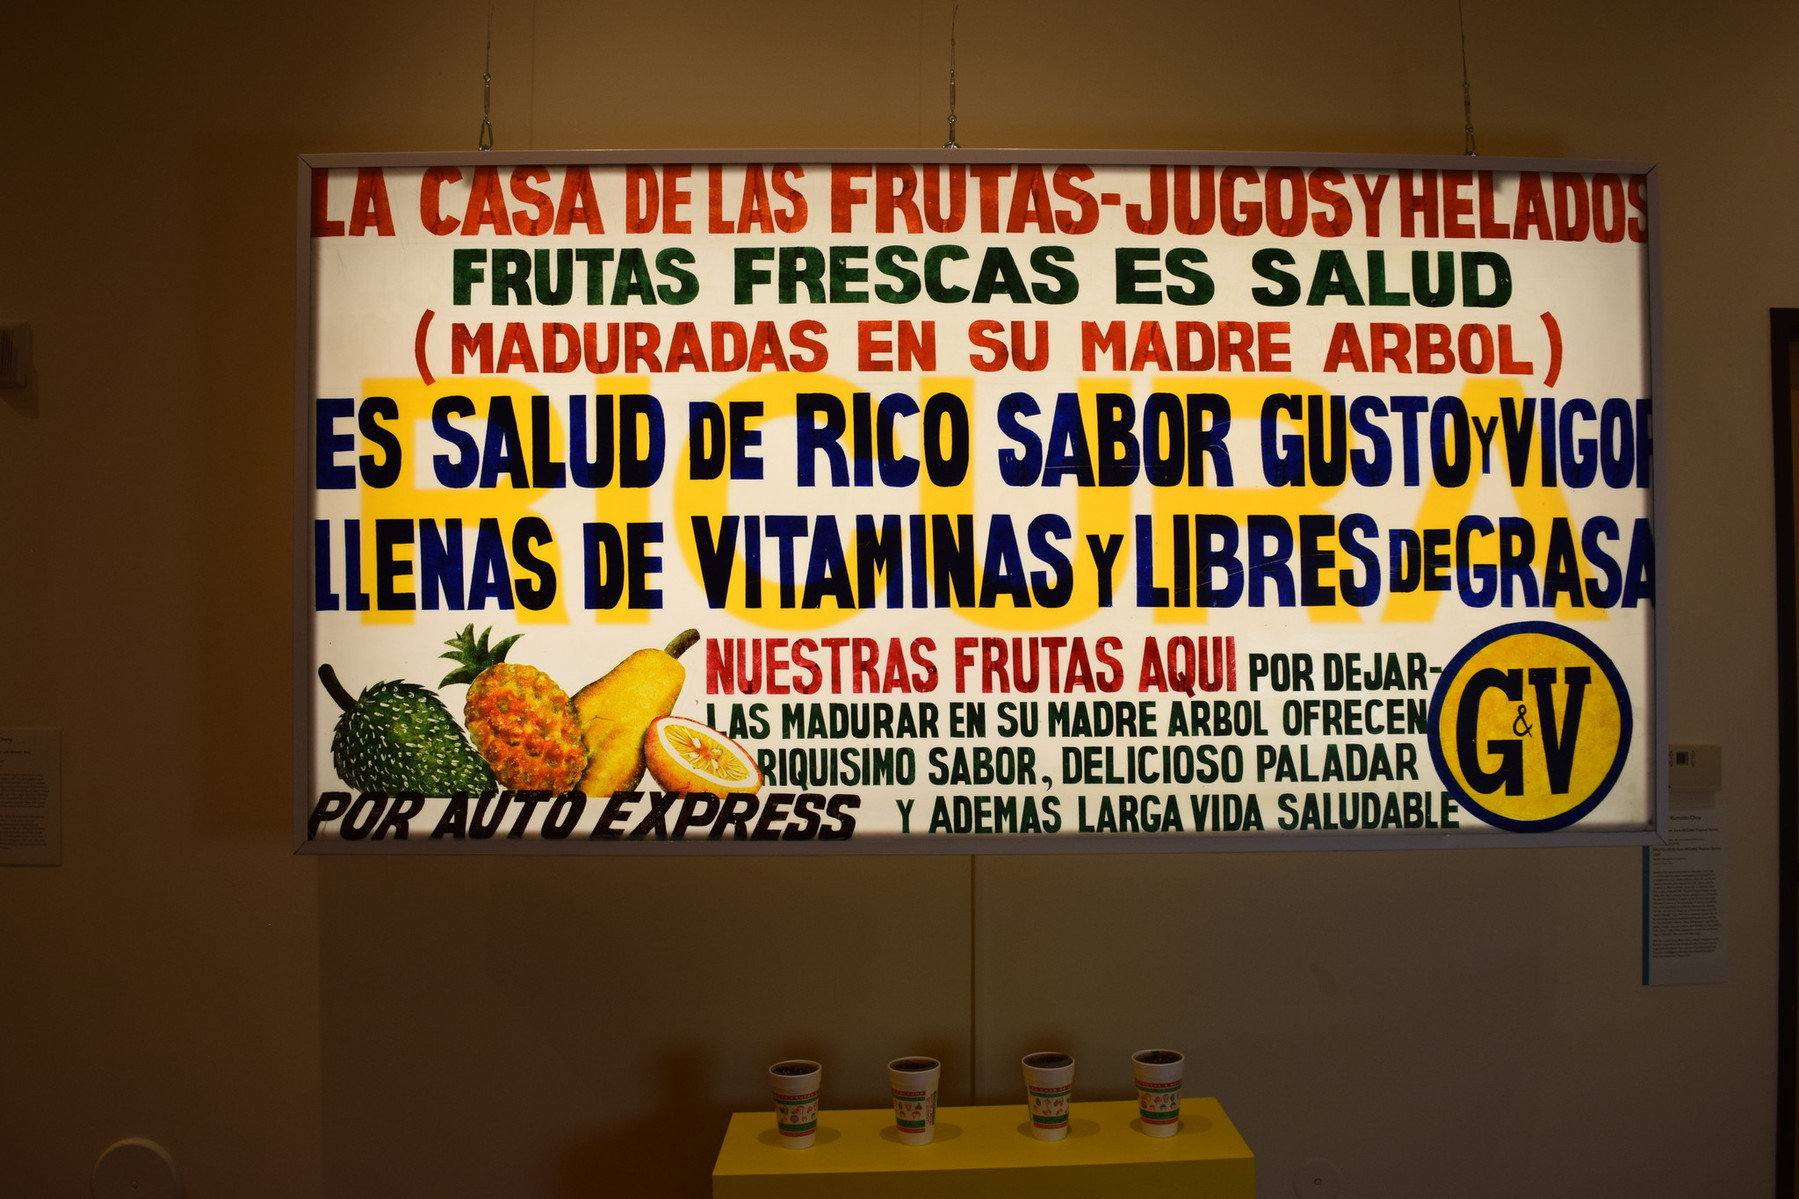 LA CASA DE LAS FRUTAS-JUGOS Y HELADOS
FRUTAS FRESCAS ES SALUD
(MADURADAS EN SU MADRE ARBOL)
RICURA
ES SALUD DE RICO SABOR GUSTO Y VIGOR
LLENAS DE VITAMINAS Y LIBRES DE GRASA
NUESTRAS FRUTAS AQUI POR DEJAR-
LAS MADURAR EN SU MADRE ARBOL OFRECEN
RIQUISIMO SABOR, DELICIOSO PALADAR
Y ADEMAS LARGA VIDA SALUDABLE
POR AUTO EXPRESS
G&V